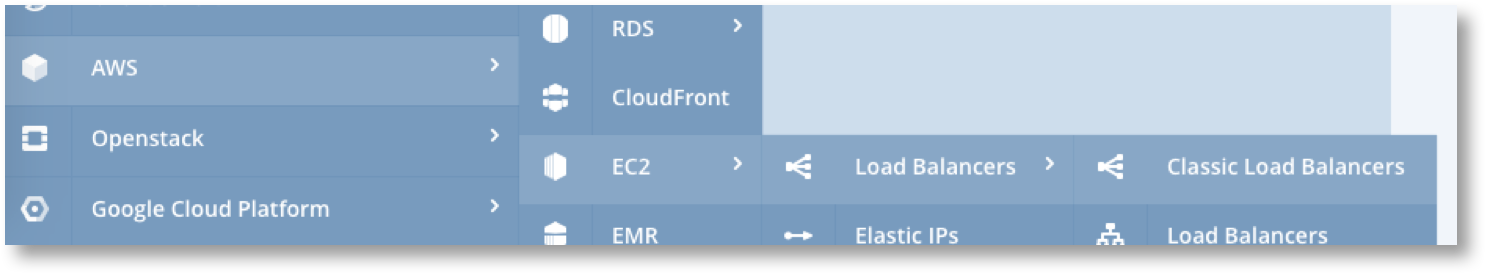 AWS
Openstack
Google Cloud Platform
RDS
CloudFront
EC2
EMR
Load Balancers
Elastic IPs
Classic Load Balancers
Load Balancers